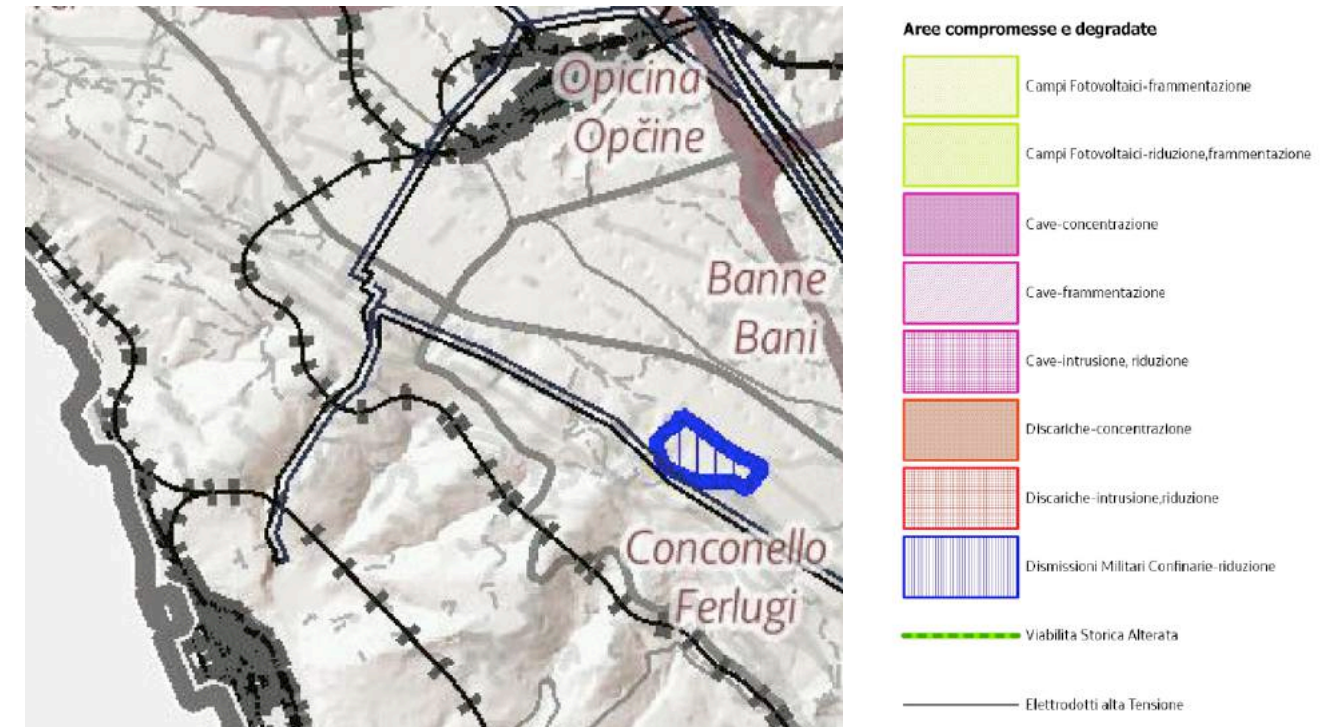 Opicina
Opčine
Banne
Bani
Conconello
Ferlugi
Aree compromesse e degradate
Campi Fotovoltaici-frammentazione
Campi Fotovoltaici-riduzione,frammentazione
Cave-concentrazione
Cave-frammentazione
Cave-intrusione, riduzione
Discariche-concentrazione
Discariche-intrusione,riduzione
Dismissioni Militari Confinarie-riduzione
Viabilita Storica Alterata
Elettrodotti alta Tensione